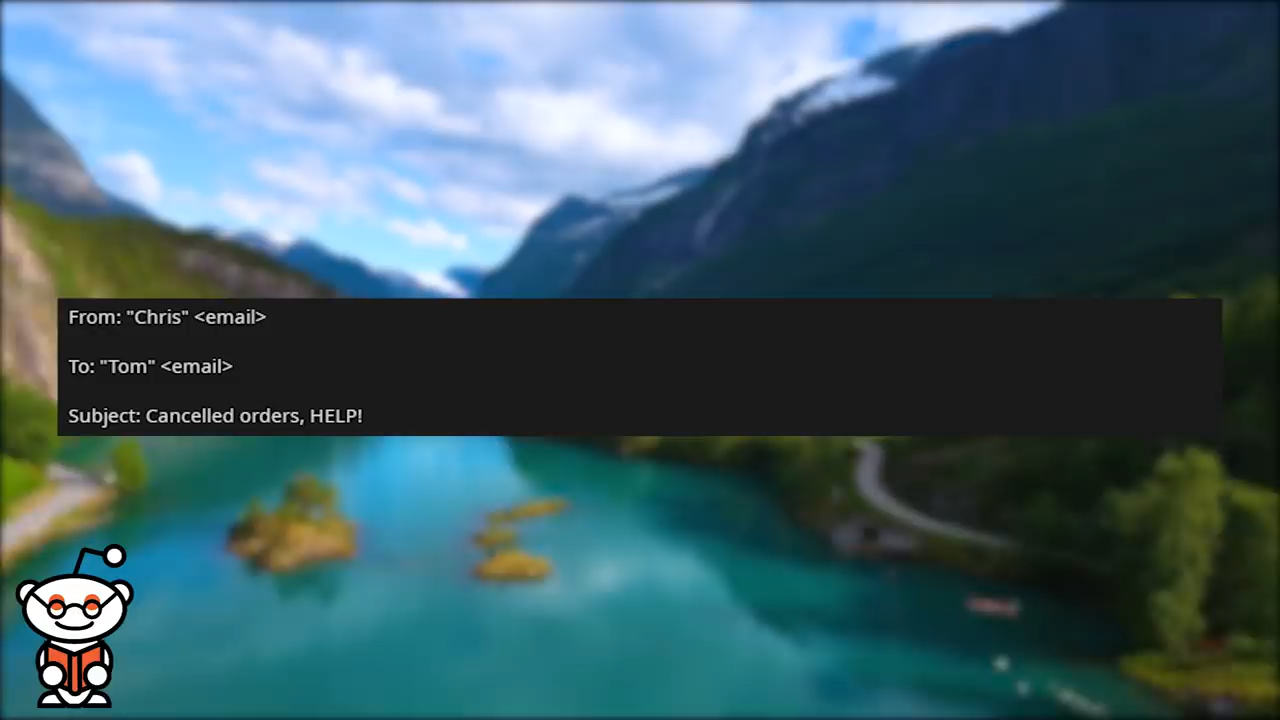 From: "Chris" <email>
To: "Tom" <email>
Subject: Cancelled orders, HELP!